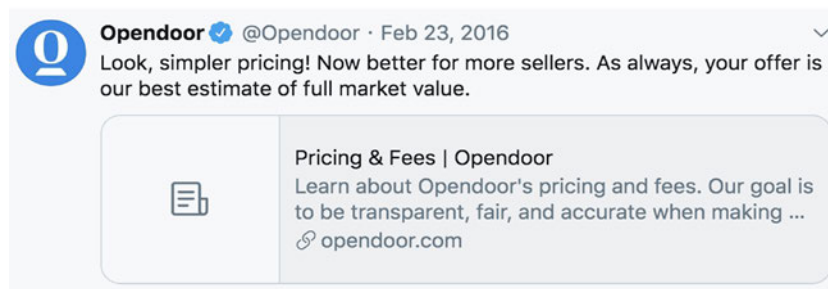 Opendoor @Opendoor · Feb 23, 2016
Look, simpler pricing! Now better for more sellers. As always, your offer is
our best estimate of full market value.
Pricing & Fees | Opendoor
Learn about Opendoor's pricing and fees. Our goal is
to be transparent, fair, and accurate when making ...
opendoor.com